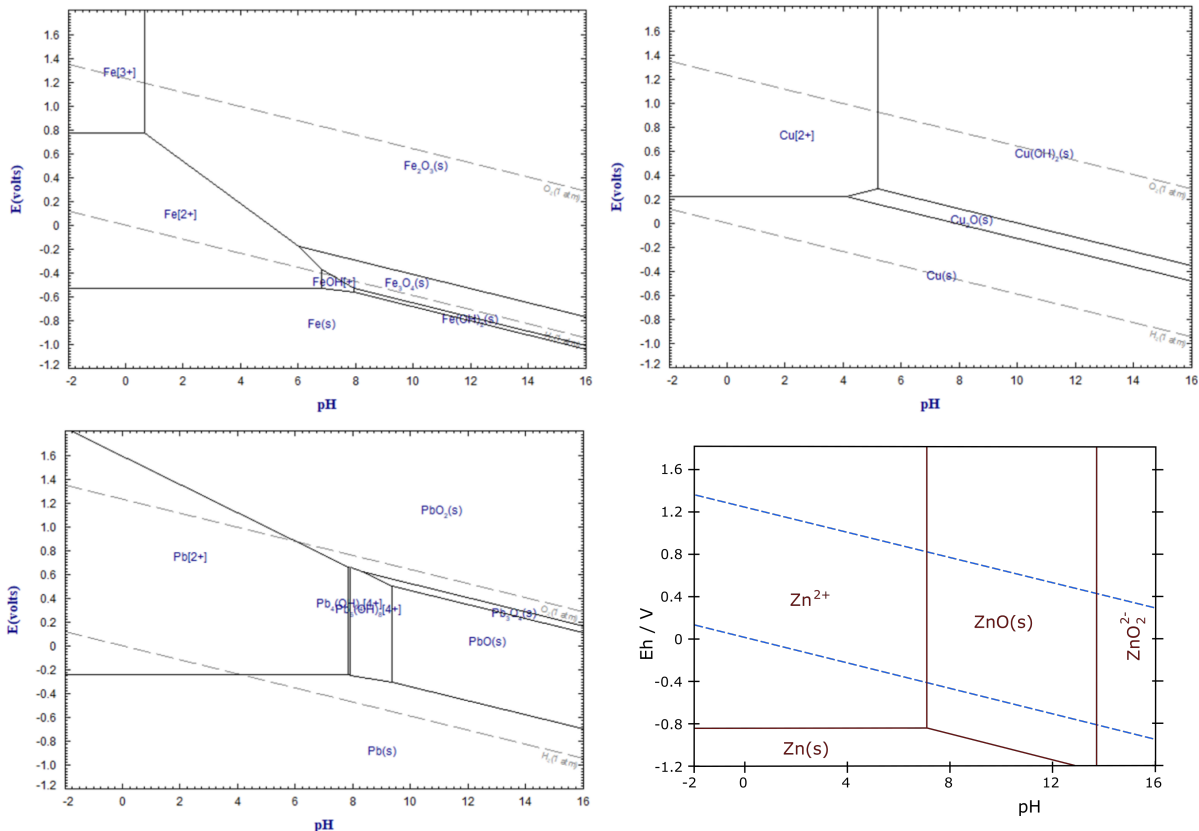 E(volts)
1.6
1.4
1.2
1.0
0.8
0.6
0.4
0.2
0
-0.2
-0.4
-0.6
-0.8
-1.0
-1.2
Fe[3+]
Fe₂O₃(s)
O₂(1 atm)
Fe[2+]
FeOH[+]
Fe₃O₄(s)
Fe(OH)₂(s)
Fe(s)
-2 0 2 4 6 8 10 12 14 16
pH
E(volts)
1.6
1.4
1.2
1.0
0.8
0.6
0.4
0.2
0
-0.2
-0.4
-0.6
-0.8
-1.0
-1.2
Cu[2+]
Cu(OH)₂(s)
O₂(1 atm)
Cu₂O(s)
Cu(s)
H₂(1 atm)
-2 0 2 4 6 8 10 12 14 16
pH
E(volts)
1.6
1.4
1.2
1.0
0.8
0.6
0.4
0.2
0
-0.2
-0.4
-0.6
-0.8
-1.0
-1.2
PbO₂(s)
Pb[2+]
O₂(1 atm)
Pb₃O₄(s)
PbO(s)
Pb(s)
H₂(1 atm)
-2 0 2 4 6 8 10 12 14 16
pH
Eh / V
1.6
1.2
0.8
0.4
0
-0.4
-0.8
-1.2
Zn²⁺
ZnO(s)
ZnO₂²⁻
Zn(s)
-2 0 4 8 12 16
pH